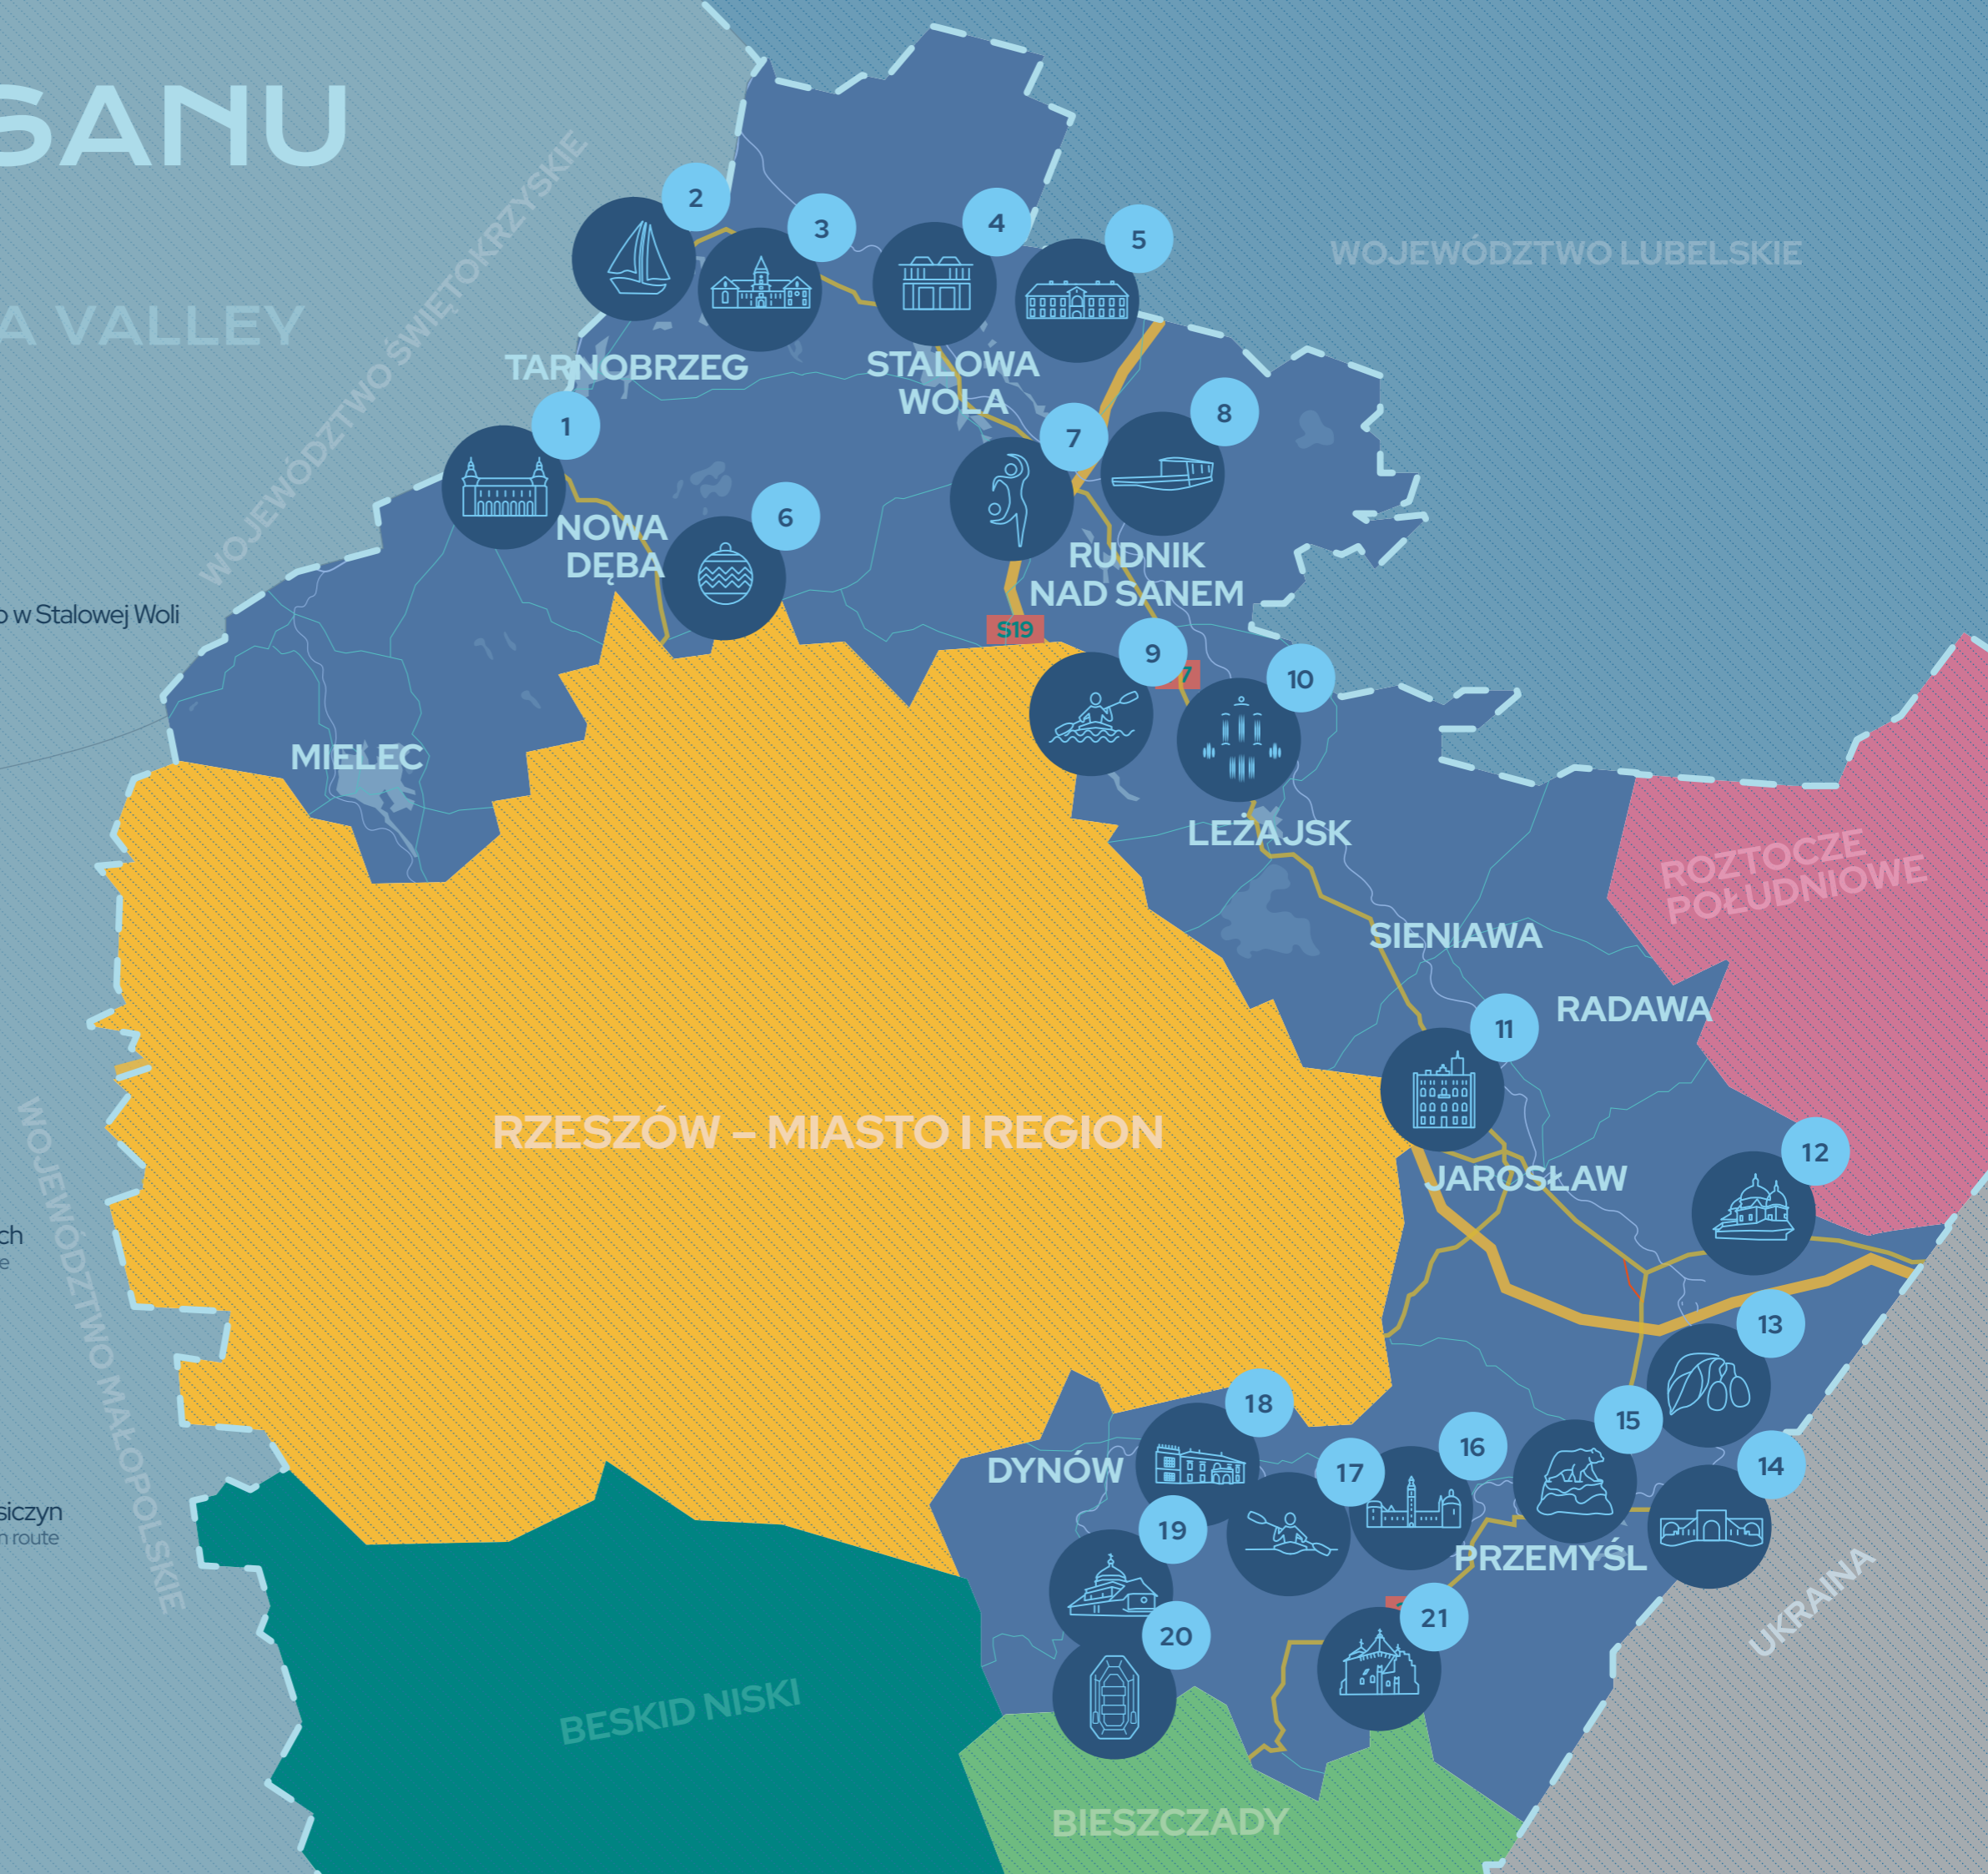 SANU
A VALLEY
WOJEWÓDZTWO ŚWIĘTOKRZYSKIE
WOJEWÓDZTWO LUBELSKIE
2
3
4
5
TARNOBRZEG
STALOWA
WOLA
1
7
8
6
NOWA
DĘBA
RUDNIK
NAD SANEM
w Stalowej Woli
S19
9
10
MIELEC
LEŻAJSK
ROZTOCZE
POŁUDNIOWE
SIENIAWA
RADAWA
11
RZESZÓW – MIASTO I REGION
WOJEWÓDZTWO MAŁOPOLSKIE
12
JAROSŁAW
ch
e
13
18
15
16
17
14
DYNÓW
siczyn
route
19
PRZEMYŚL
UKRAINA
20
21
BESKID NISKI
BIESZCZADY